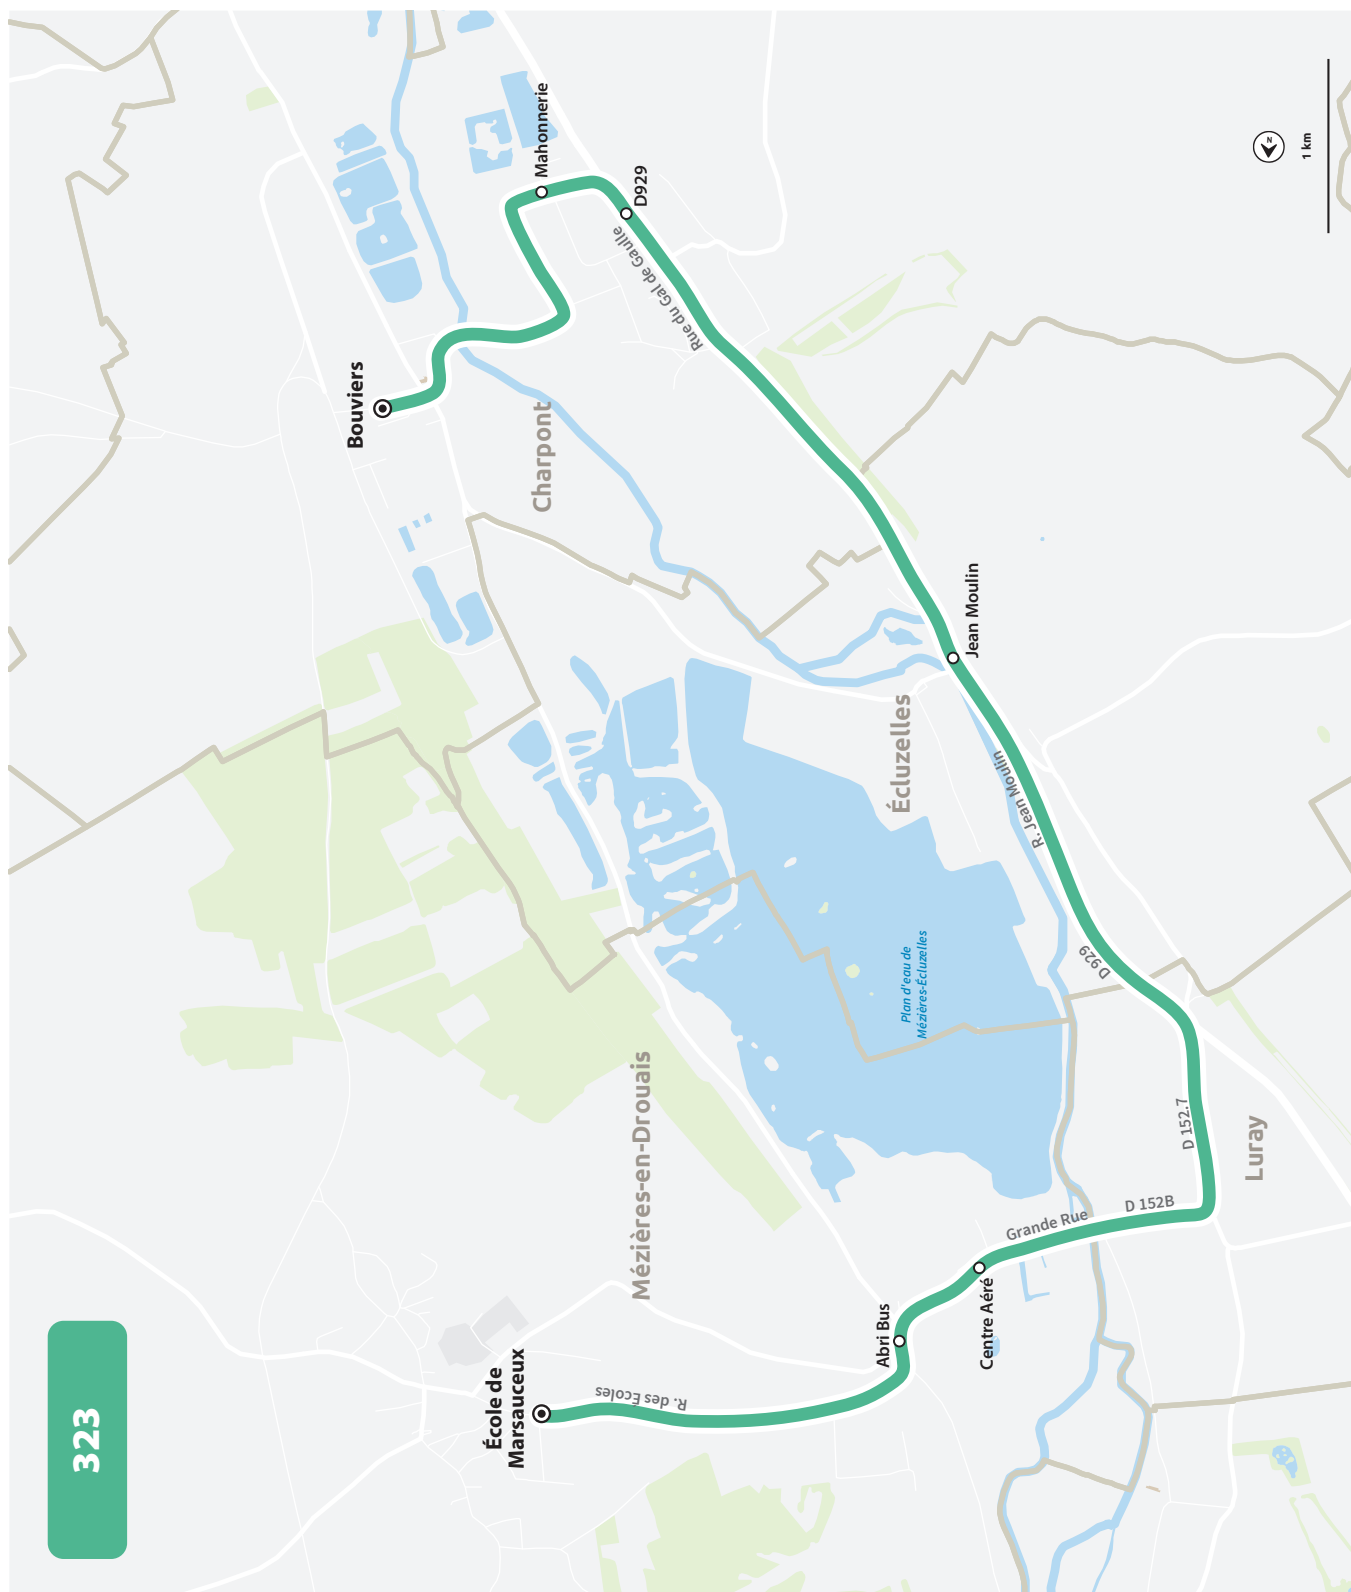 323
École de
Marsauceux
R. des Écoles
Abri Bus
Centre Aéré
Grande Rue
D 152B
D 152.7
Luray
Mézières-en-Drouais
Plan d'eau de
Mézières-Écluzelles
D 929
R. Jean Moulin
Écluzelles
Jean Moulin
Charpont
Bouviers
Rue du Gal de Gaulle
D929
Mahonnerie
N
1 km